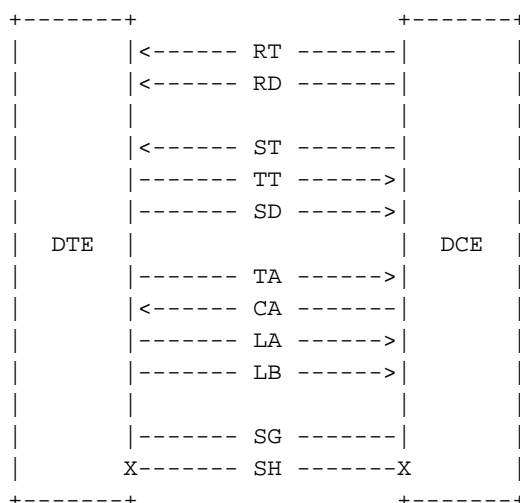 +-------+ +-------+
| |<------ RT -------| |
| |<------ RD -------| |
| | | |
| |<------ ST -------| |
| |------- TT ------>| |
| |------- SD ------>| |
| DTE | | DCE |
| |------- TA ------>| |
| |<------ CA -------| |
| |------- LA ------>| |
| |------- LB ------>| |
| | | |
| |------- SG -------| |
| X------- SH -------X |
+-------+ +-------+